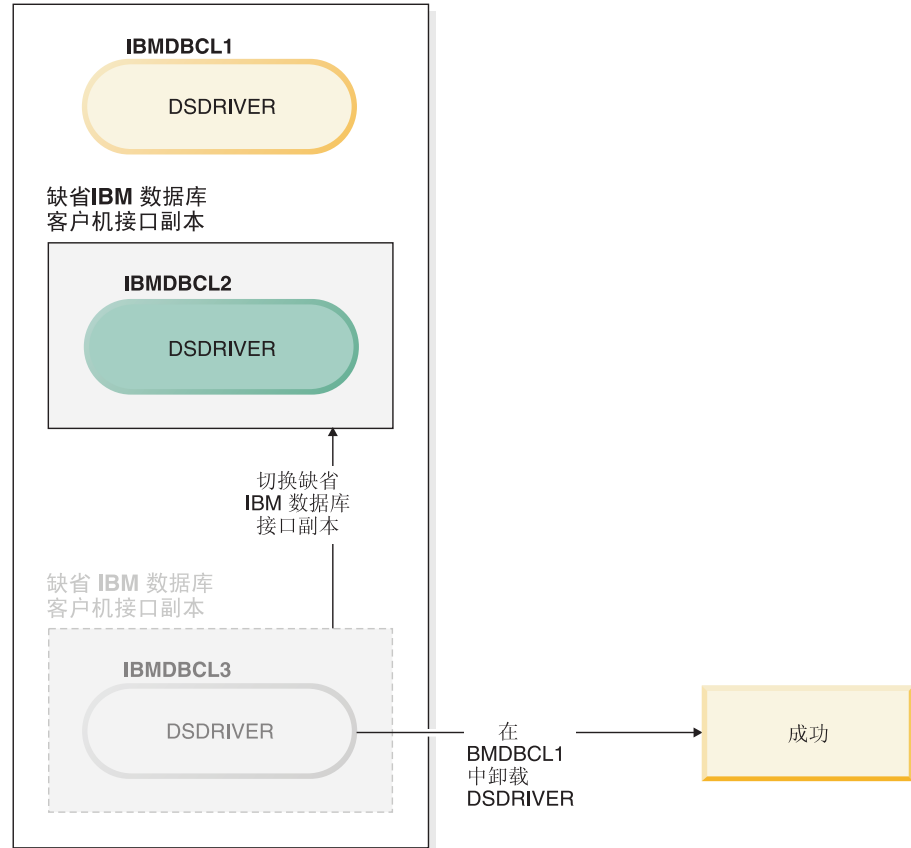 IBMDBCL1
DSDRIVER
缺省IBM 数据库
客户机接口副本
IBMDBCL2
DSDRIVER
切换缺省
IBM 数据库
接口副本
缺省 IBM 数据库
客户机接口副本
IBMDBCL3
DSDRIVER
在
BMDBCL1
中卸载
DSDRIVER
成功